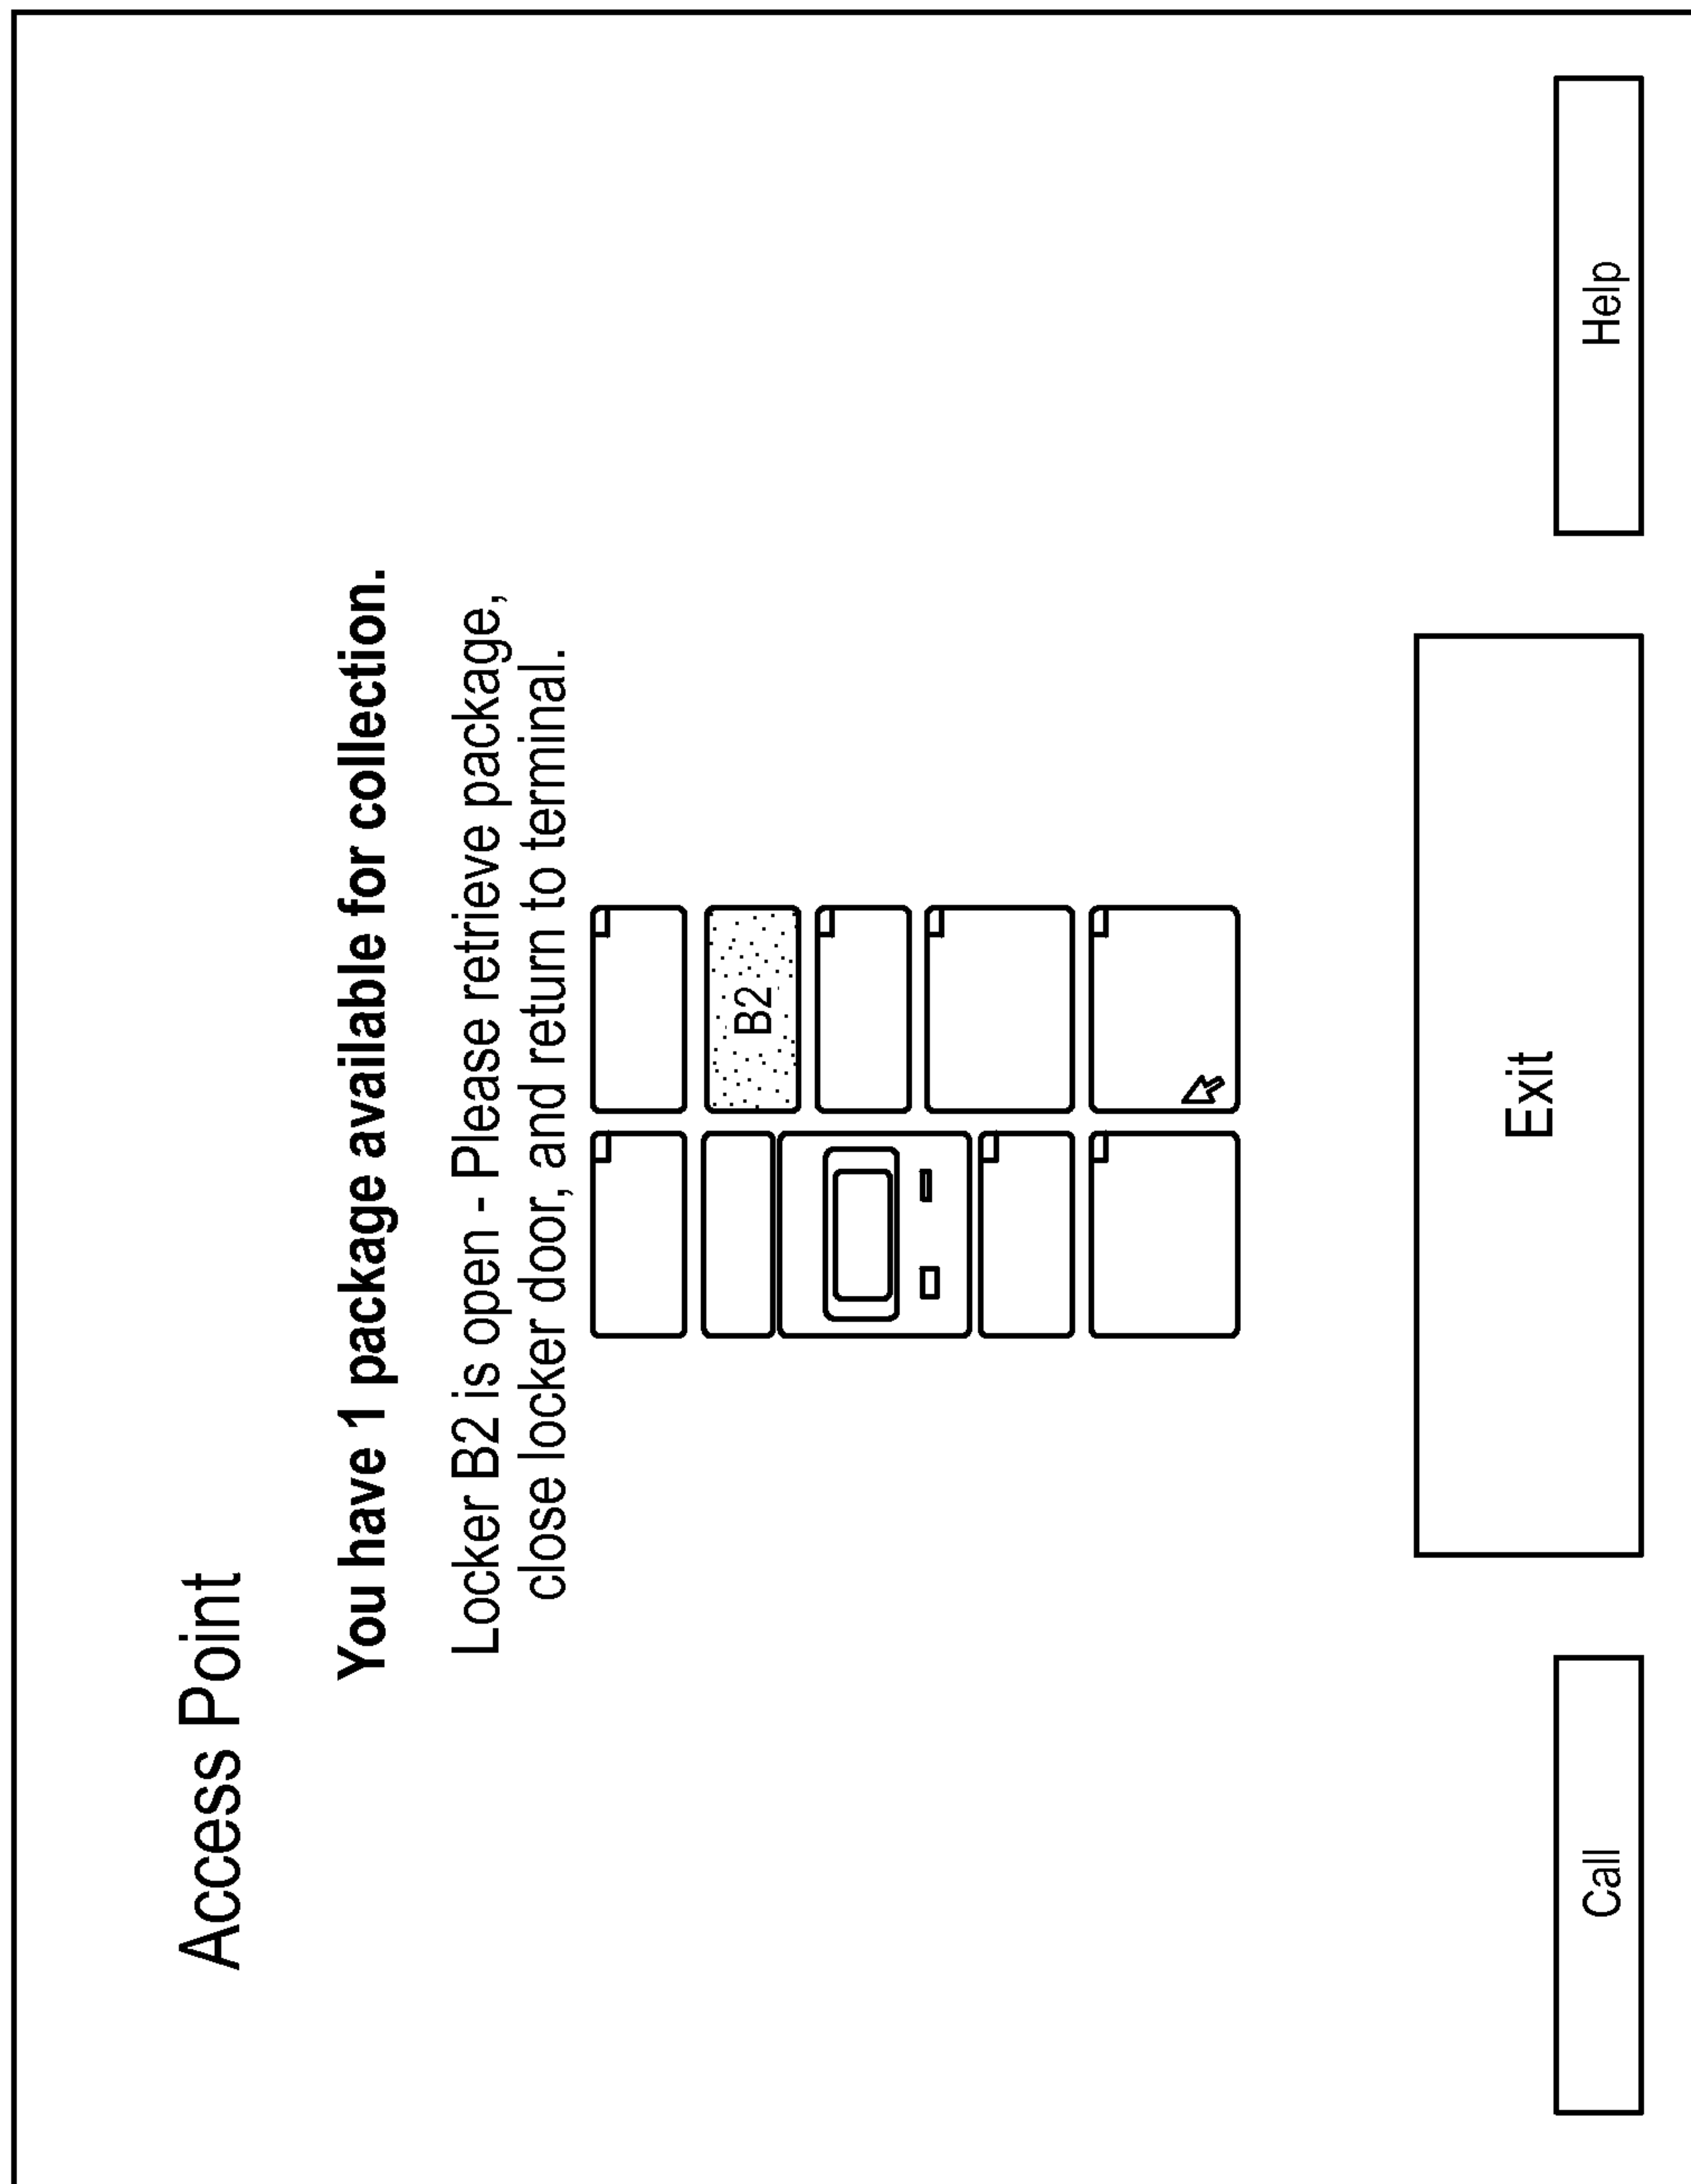 Access Point
You have 1 package available for collection.
Locker B2 is open - Please retrieve package,
close locker door, and return to terminal.
B2
Call
Exit
Help